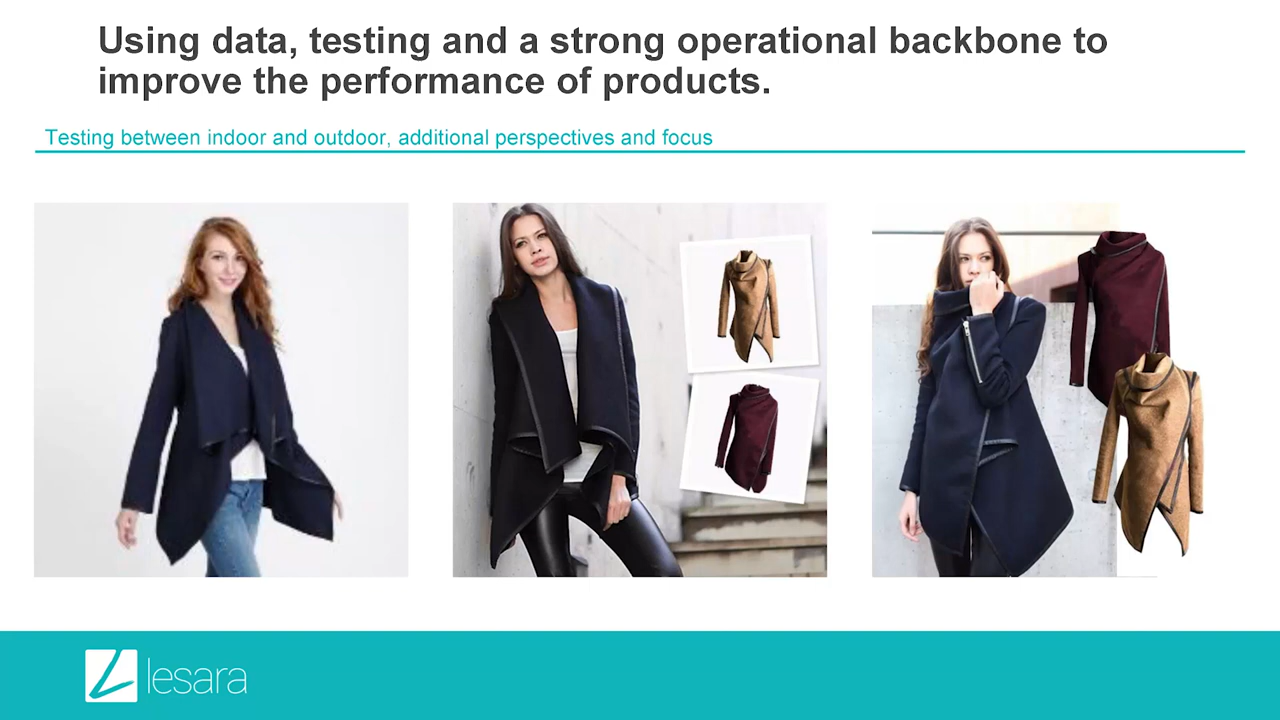 Using data, testing and a strong operational backbone to
improve the performance of products.
Testing between indoor and outdoor, additional perspectives and focus
lesara